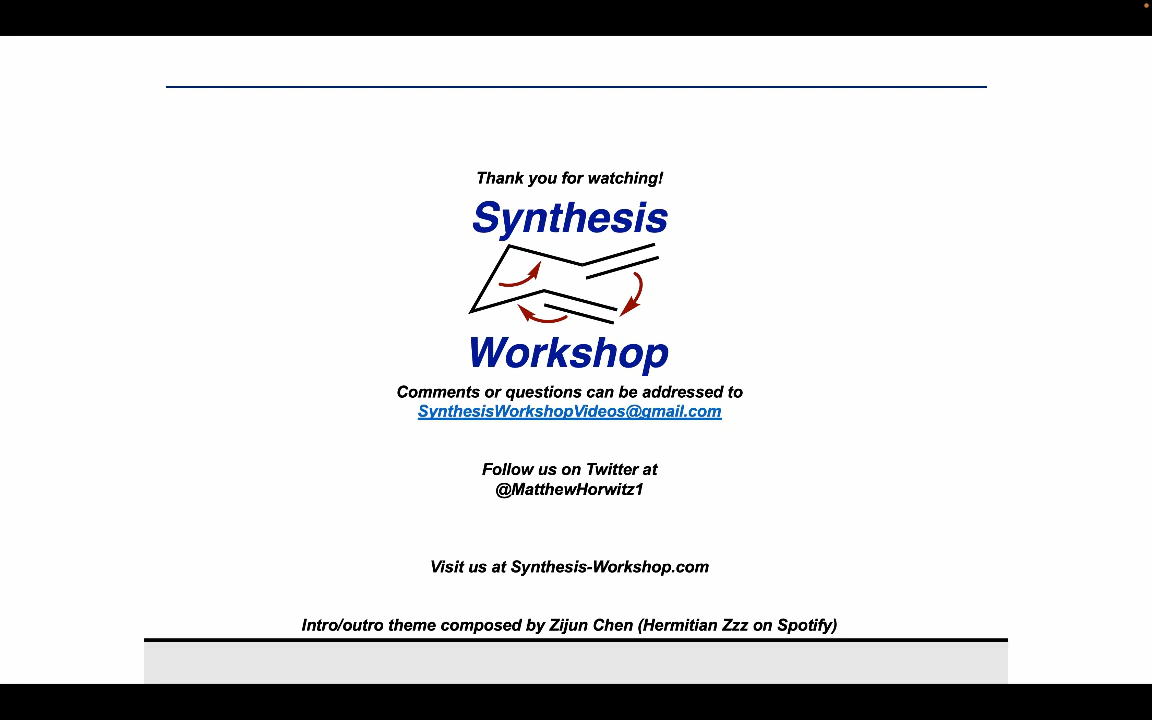 Thank you for watching!
Synthesis
Workshop
Comments or questions can be addressed to
SynthesisWorkshopVideos@gmail.com
Follow us on Twitter at
@MatthewHorwitz1
Visit us at Synthesis-Workshop.com
Intro/outro theme composed by Zijun Chen (Hermitian Zzz on Spotify)